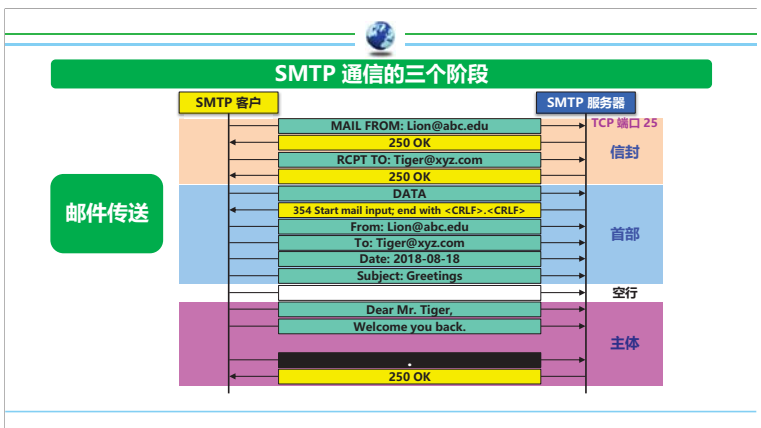 SMTP 通信的三个阶段
SMTP 客户
SMTP 服务器
TCP 端口 25
MAIL FROM: Lion@abc.edu
250 OK
信封
RCPT TO: Tiger@xyz.com
250 OK
邮件传送
DATA
354 Start mail input; end with <CRLF>.<CRLF>
From: Lion@abc.edu
首部
To: Tiger@xyz.com
Date: 2018-08-18
Subject: Greetings
空行
Dear Mr. Tiger,
Welcome you back.
主体
.
250 OK